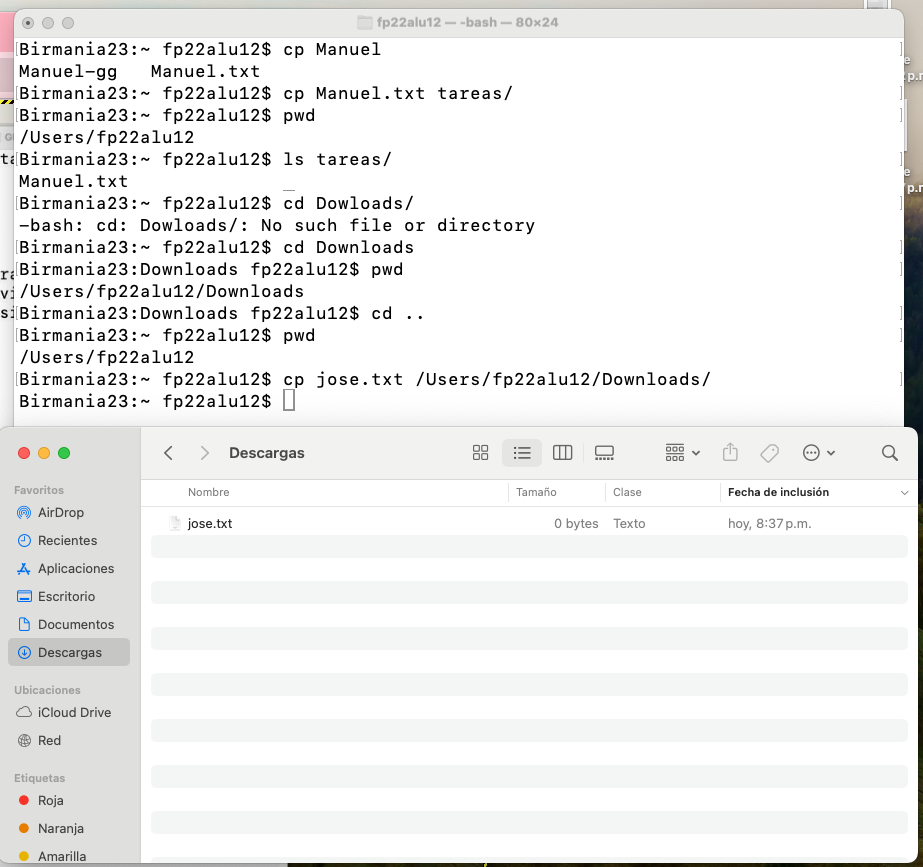 fp22alu12 — -bash — 80×24
Birmania23:~ fp22alu12$ cp Manuel
Manuel-gg   Manuel.txt
Birmania23:~ fp22alu12$ cp Manuel.txt tareas/
Birmania23:~ fp22alu12$ pwd
/Users/fp22alu12
Birmania23:~ fp22alu12$ ls tareas/
Manuel.txt
Birmania23:~ fp22alu12$ cd Dowloads/
-bash: cd: Dowloads/: No such file or directory
Birmania23:~ fp22alu12$ cd Downloads
Birmania23:Downloads fp22alu12$ pwd
/Users/fp22alu12/Downloads
Birmania23:Downloads fp22alu12$ cd ..
Birmania23:~ fp22alu12$ pwd
/Users/fp22alu12
Birmania23:~ fp22alu12$ cp jose.txt /Users/fp22alu12/Downloads/
Birmania23:~ fp22alu12$
Descargas
Nombre Tamaño Clase Fecha de inclusión
jose.txt 0 bytes Texto hoy, 8:37 p.m.
Favoritos
AirDrop
Recientes
Aplicaciones
Escritorio
Documentos
Descargas
Ubicaciones
iCloud Drive
Red
Etiquetas
Roja
Naranja
Amarilla